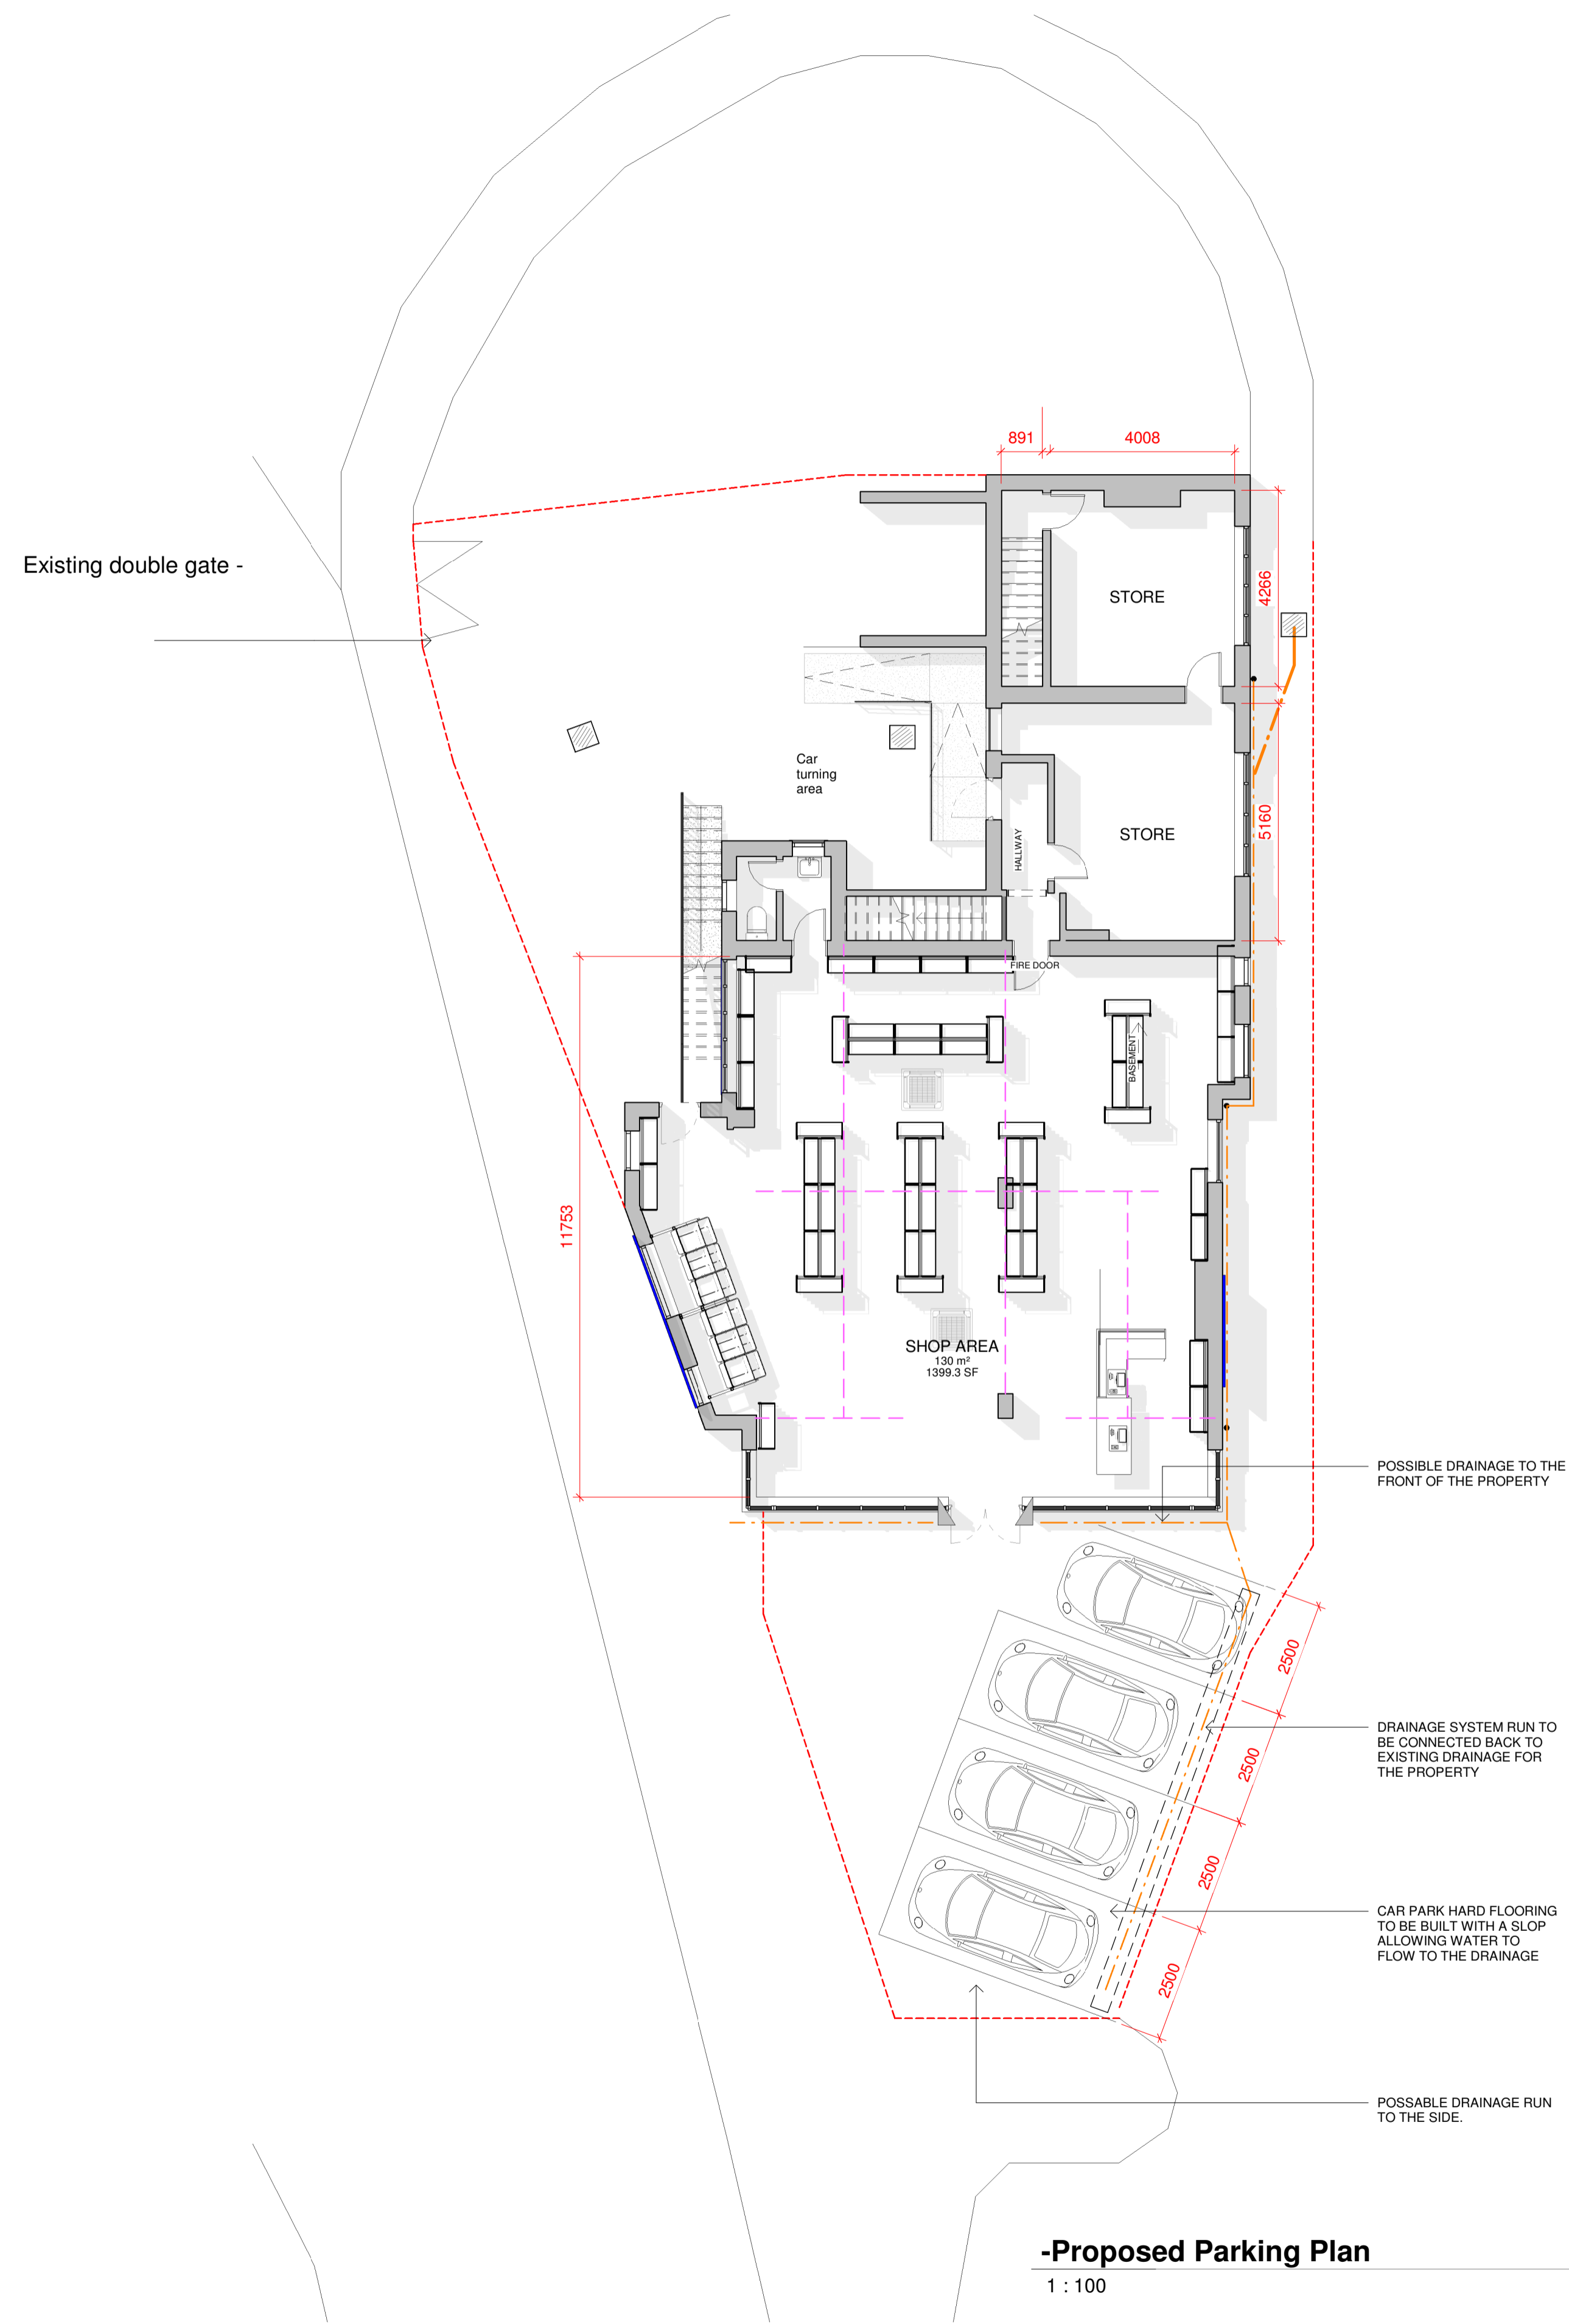 891
4008
Existing double gate -
4266
STORE
Car
turning
area
STORE
5160
HALLWAY
FIRE DOOR
BASEMENT
11753
SHOP AREA
130 m²
1399.3 SF
POSSIBLE DRAINAGE TO THE
FRONT OF THE PROPERTY
2500
DRAINAGE SYSTEM RUN TO
BE CONNECTED BACK TO
EXISTING DRAINAGE FOR
THE PROPERTY
2500
2500
CAR PARK HARD FLOORING
TO BE BUILT WITH A SLOP
ALLOWING WATER TO
FLOW TO THE DRAINAGE
2500
POSSABLE DRAINAGE RUN
TO THE SIDE.
-Proposed Parking Plan
1 : 100